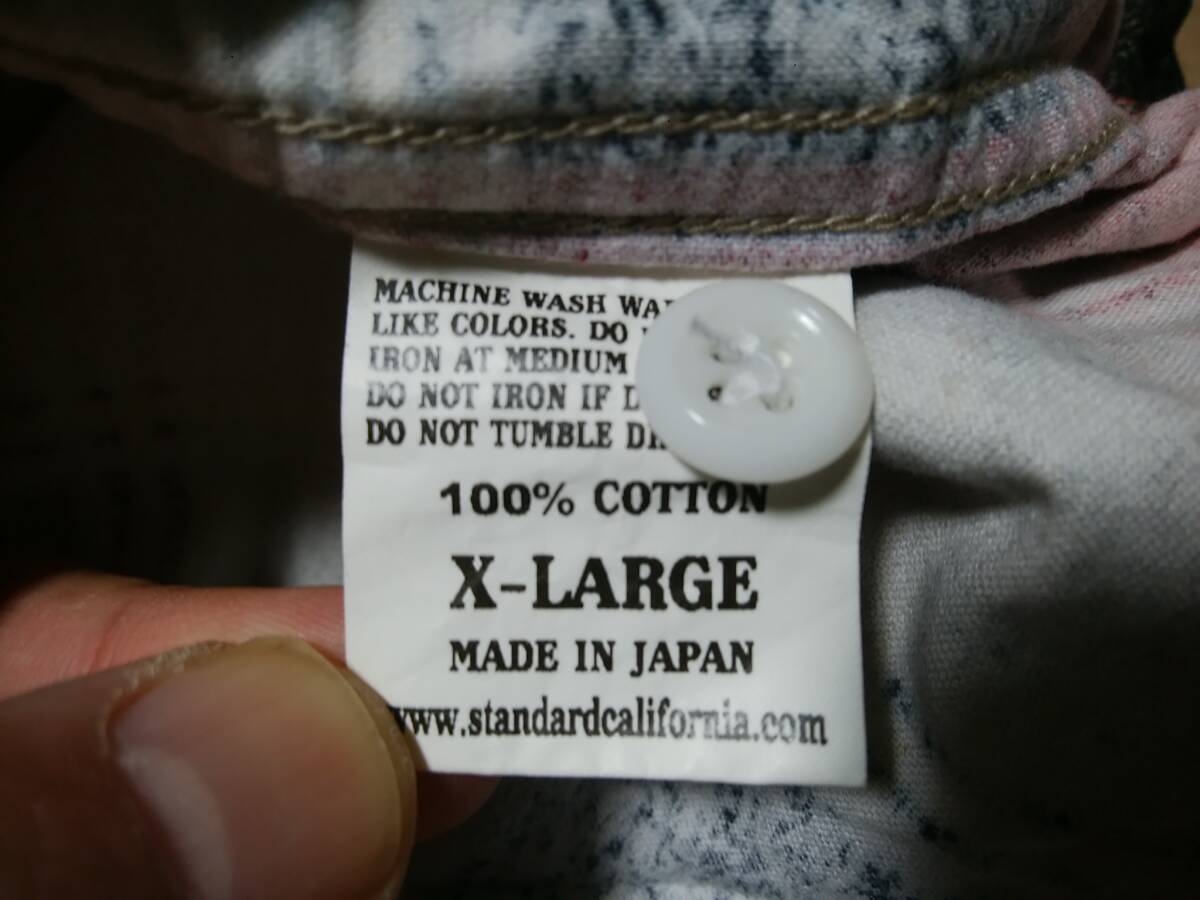 MACHINE WASH
LIKE COLORS. DO
IRON AT MEDIUM
DO NOT IRON IF
DO NOT TUMBLE
100% COTTON
X-LARGE
MADE IN JAPAN
www.standardcalifornia.com